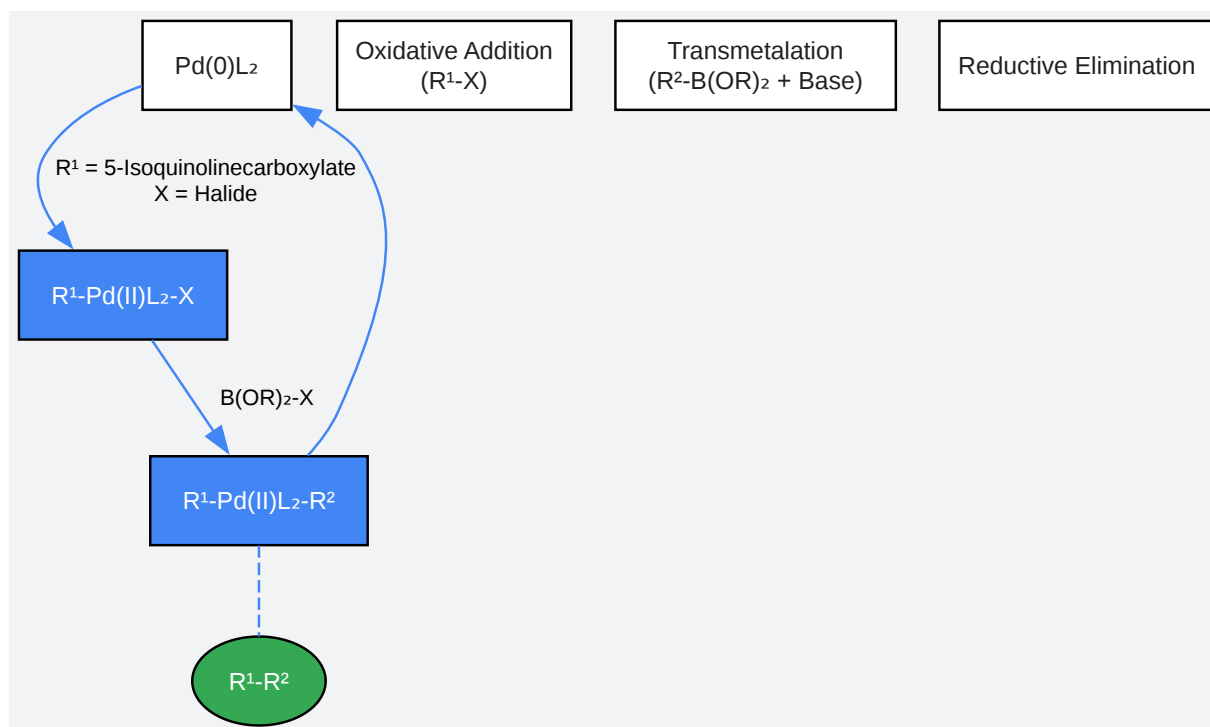 Pd(0)L₂
Oxidative Addition
(R¹-X)
Transmetalation
(R²-B(OR)₂ + Base)
Reductive Elimination
R¹ = 5-Isoquinolinecarboxylate
X = Halide
R¹-Pd(II)L₂-X
B(OR)₂-X
R¹-Pd(II)L₂-R²
R¹-R²